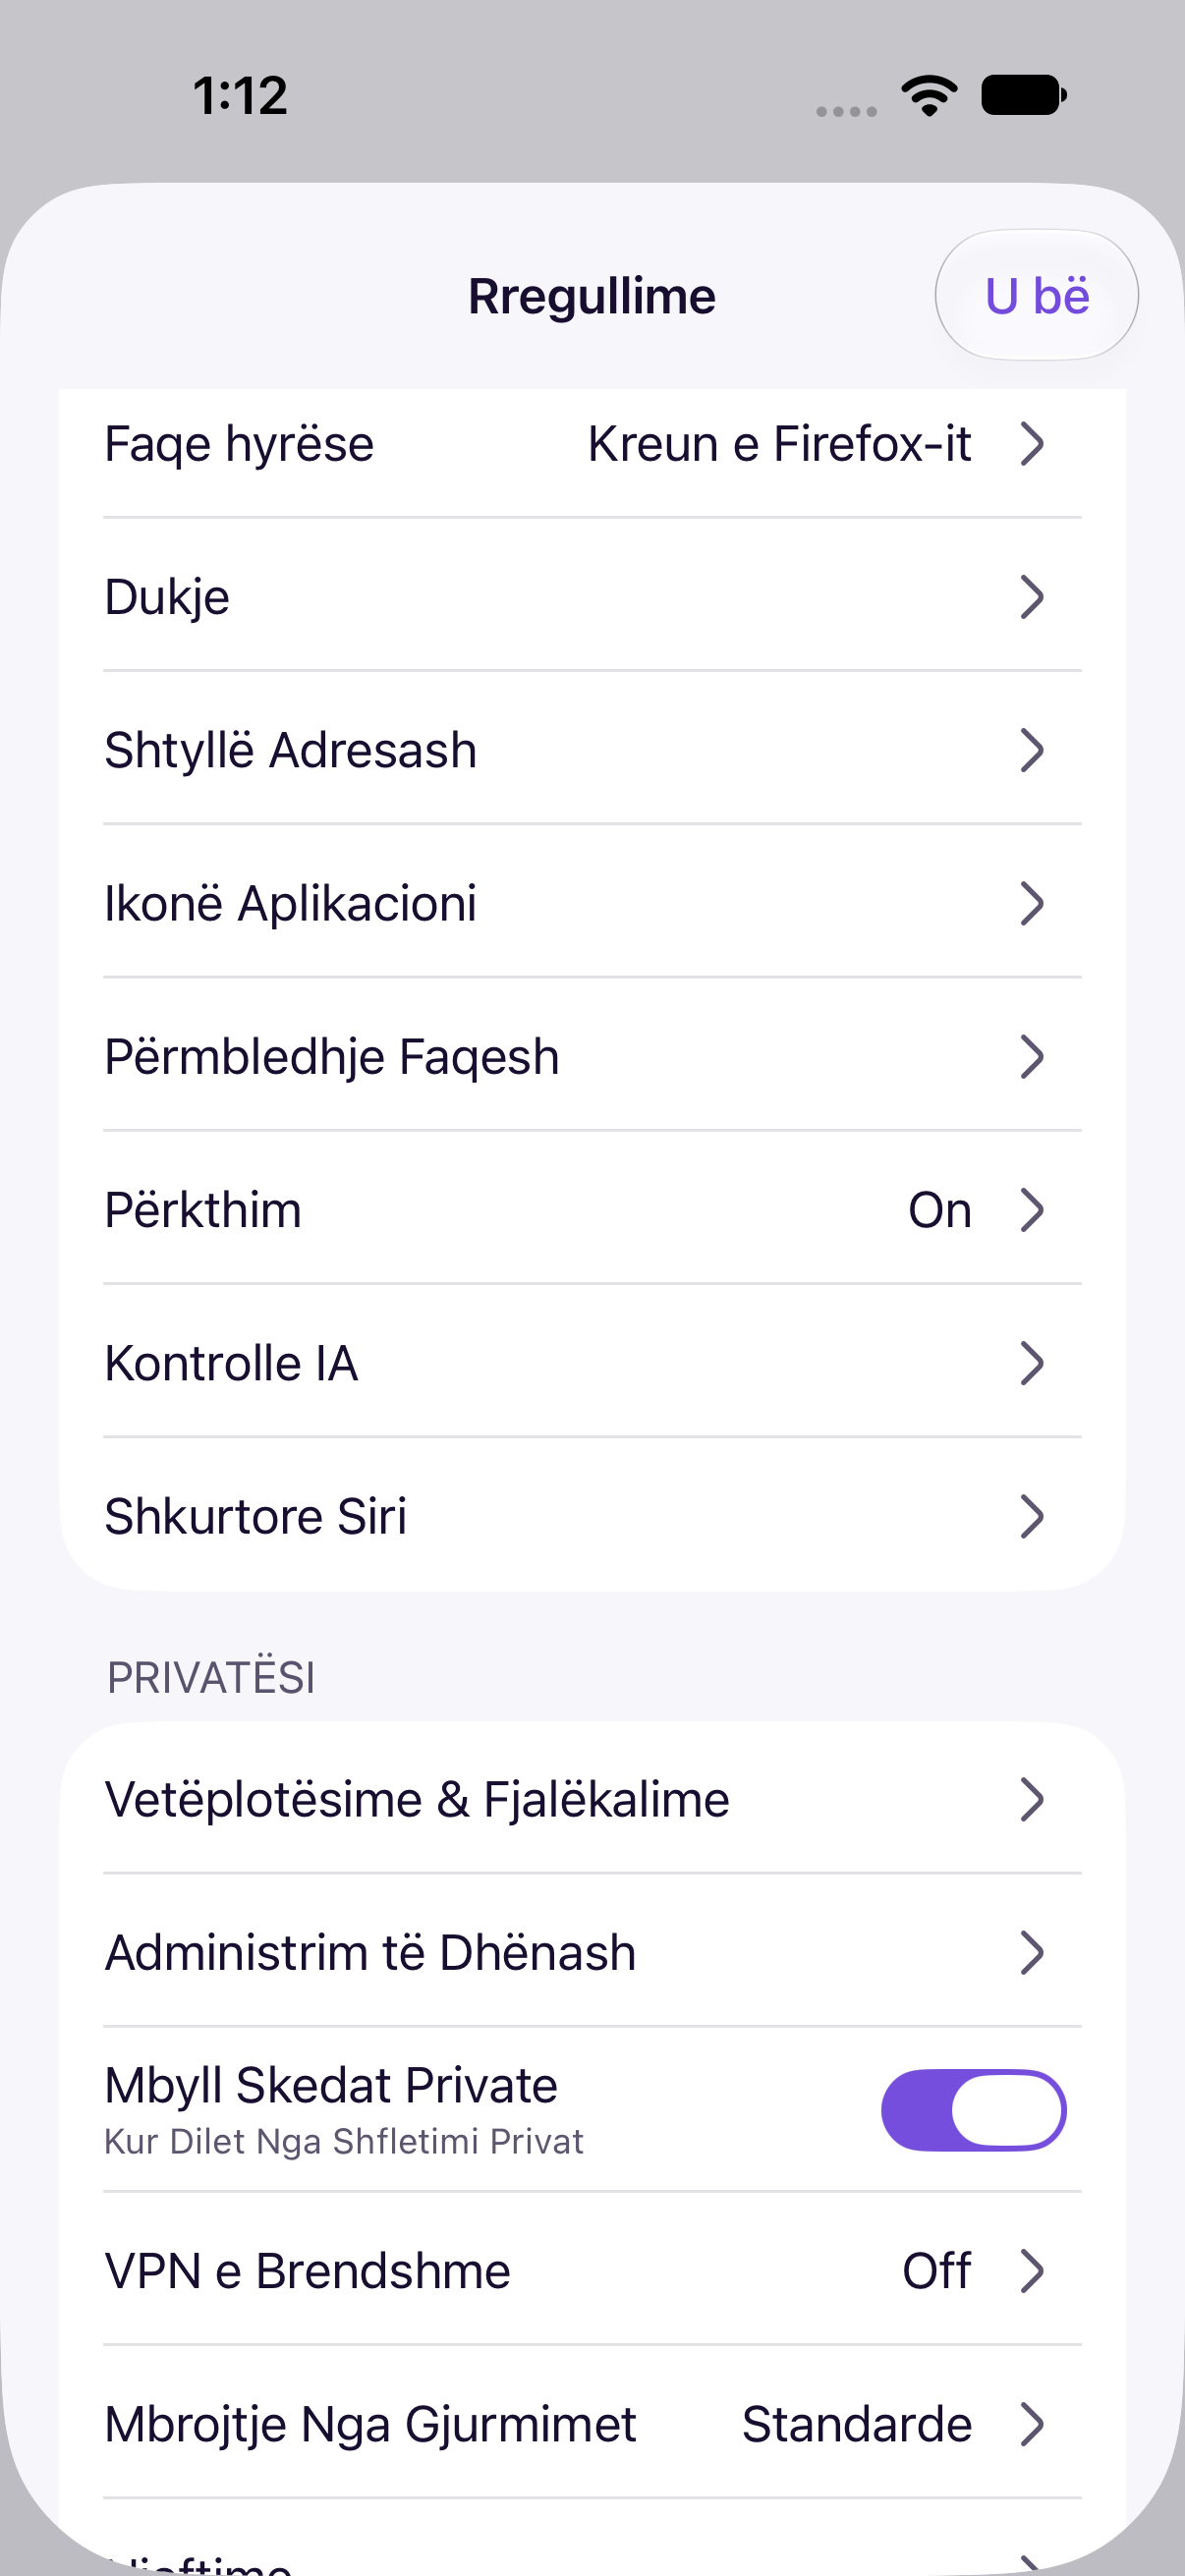 1:12
Rregullime
U bë
Faqe hyrëse Kreun e Firefox-it
Dukje
Shtyllë Adresash
Ikonë Aplikacioni
Përmbledhje Faqesh
Përkthim On
Kontrolle IA
Shkurtore Siri
PRIVATËSI
Vetëplotësime & Fjalëkalime
Administrim të Dhënash
Mbyll Skedat Private
Kur Dilet Nga Shfletimi Privat
VPN e Brendshme Off
Mbrojtje Nga Gjurmimet Standarde